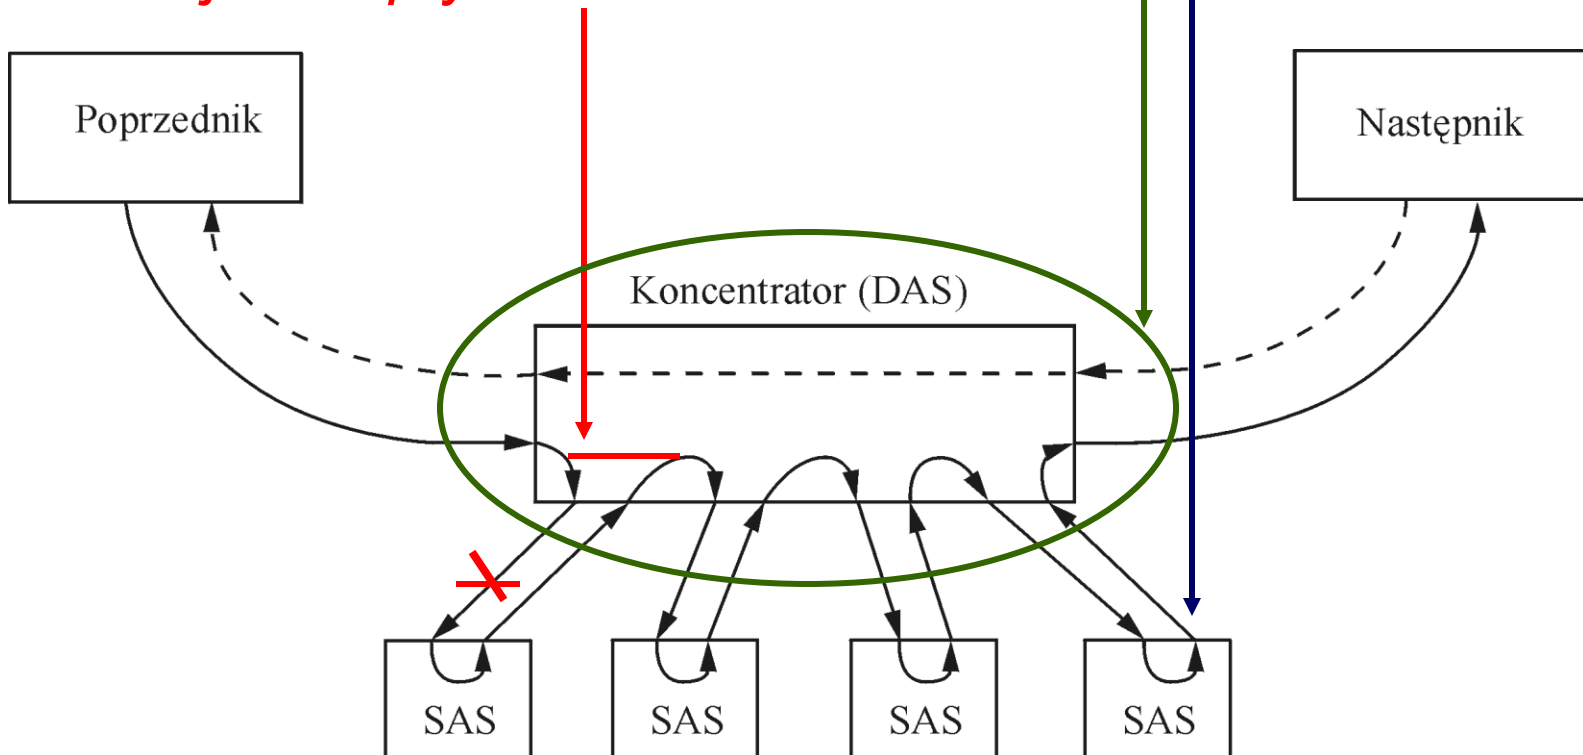 Poprzednik
Następnik
Koncentrator (DAS)
SAS
SAS
SAS
SAS